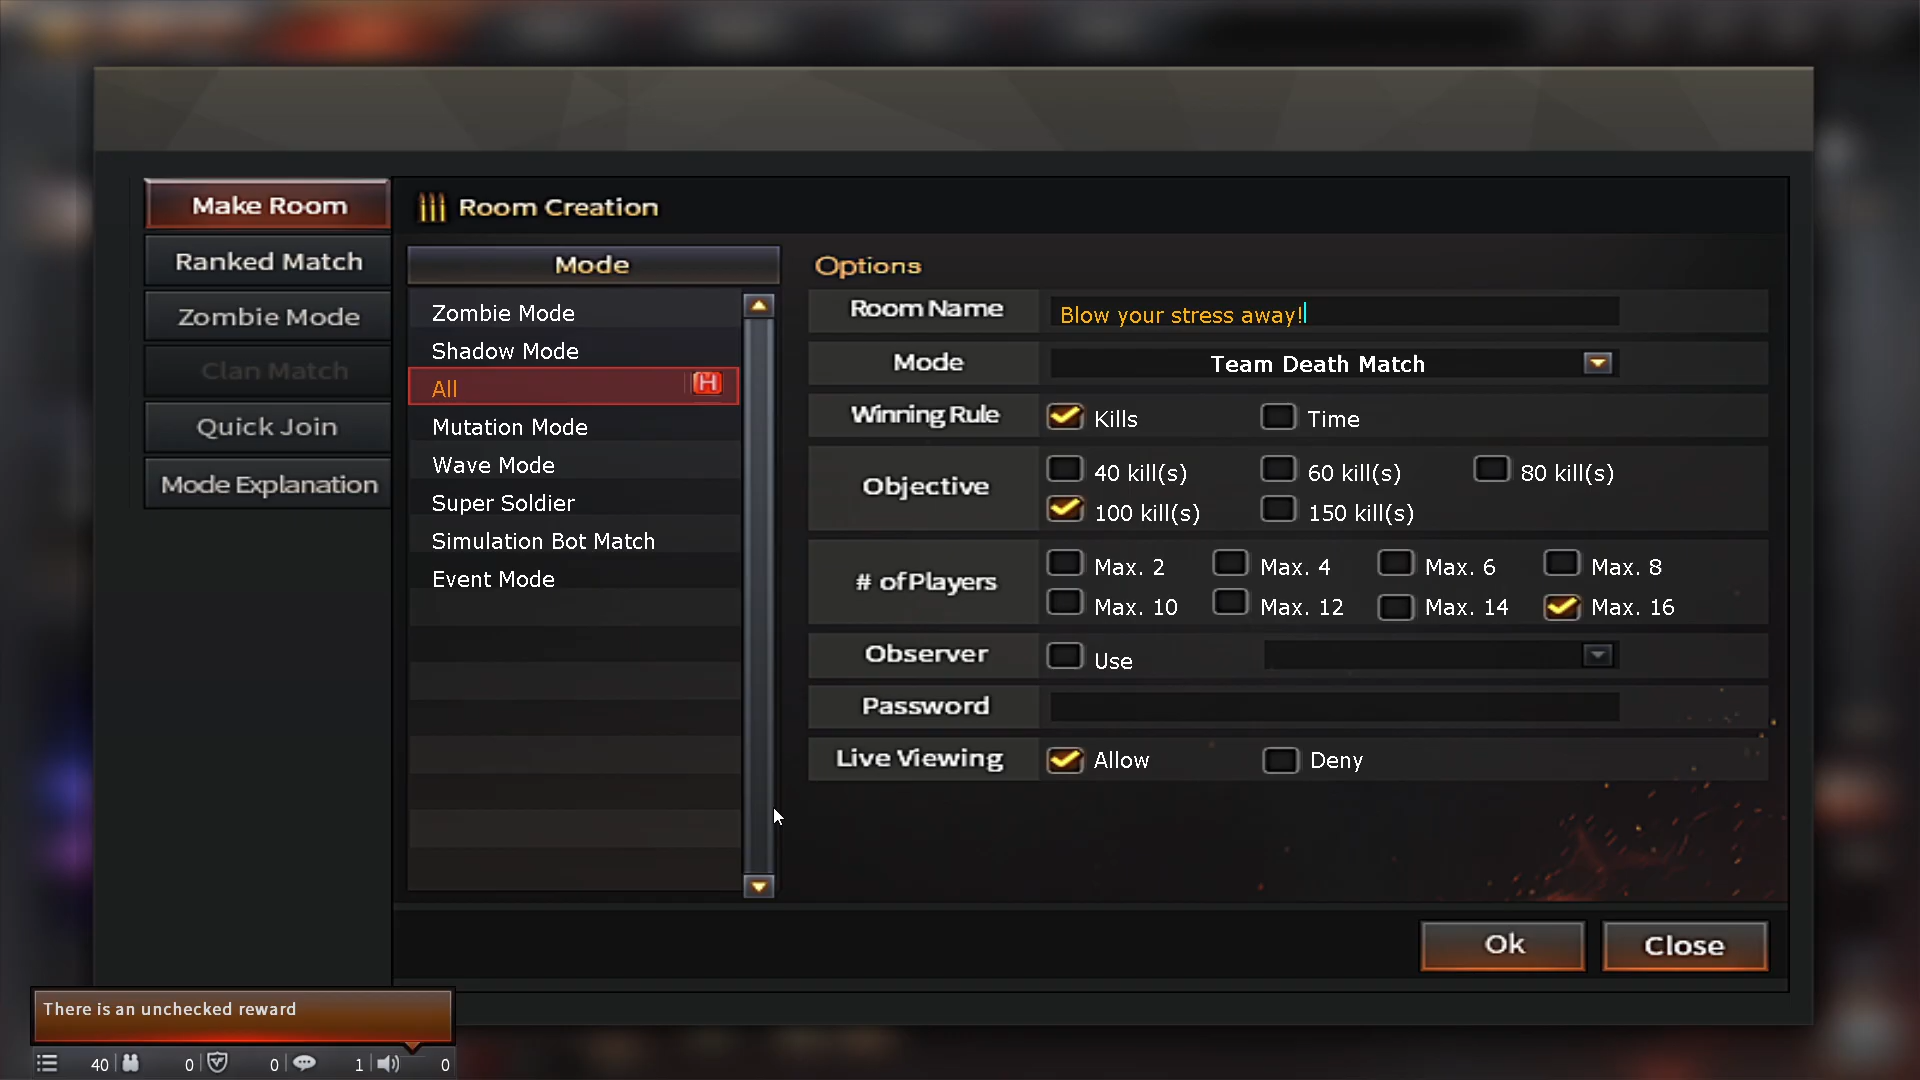 Make Room
Ranked Match
Zombie Mode
Clan Match
Quick Join
Mode Explanation
Room Creation
Mode
Zombie Mode
Shadow Mode
All H
Mutation Mode
Wave Mode
Super Soldier
Simulation Bot Match
Event Mode
Options
Room Name Blow your stress away!
Mode Team Death Match
Winning Rule Kills Time
Objective 40 kill(s) 60 kill(s) 80 kill(s)
100 kill(s) 150 kill(s)
# of Players Max. 2 Max. 4 Max. 6 Max. 8
Max. 10 Max. 12 Max. 14 Max. 16
Observer Use
Password
Live Viewing Allow Deny
Ok Close
There is an unchecked reward
40 0 0 1 0